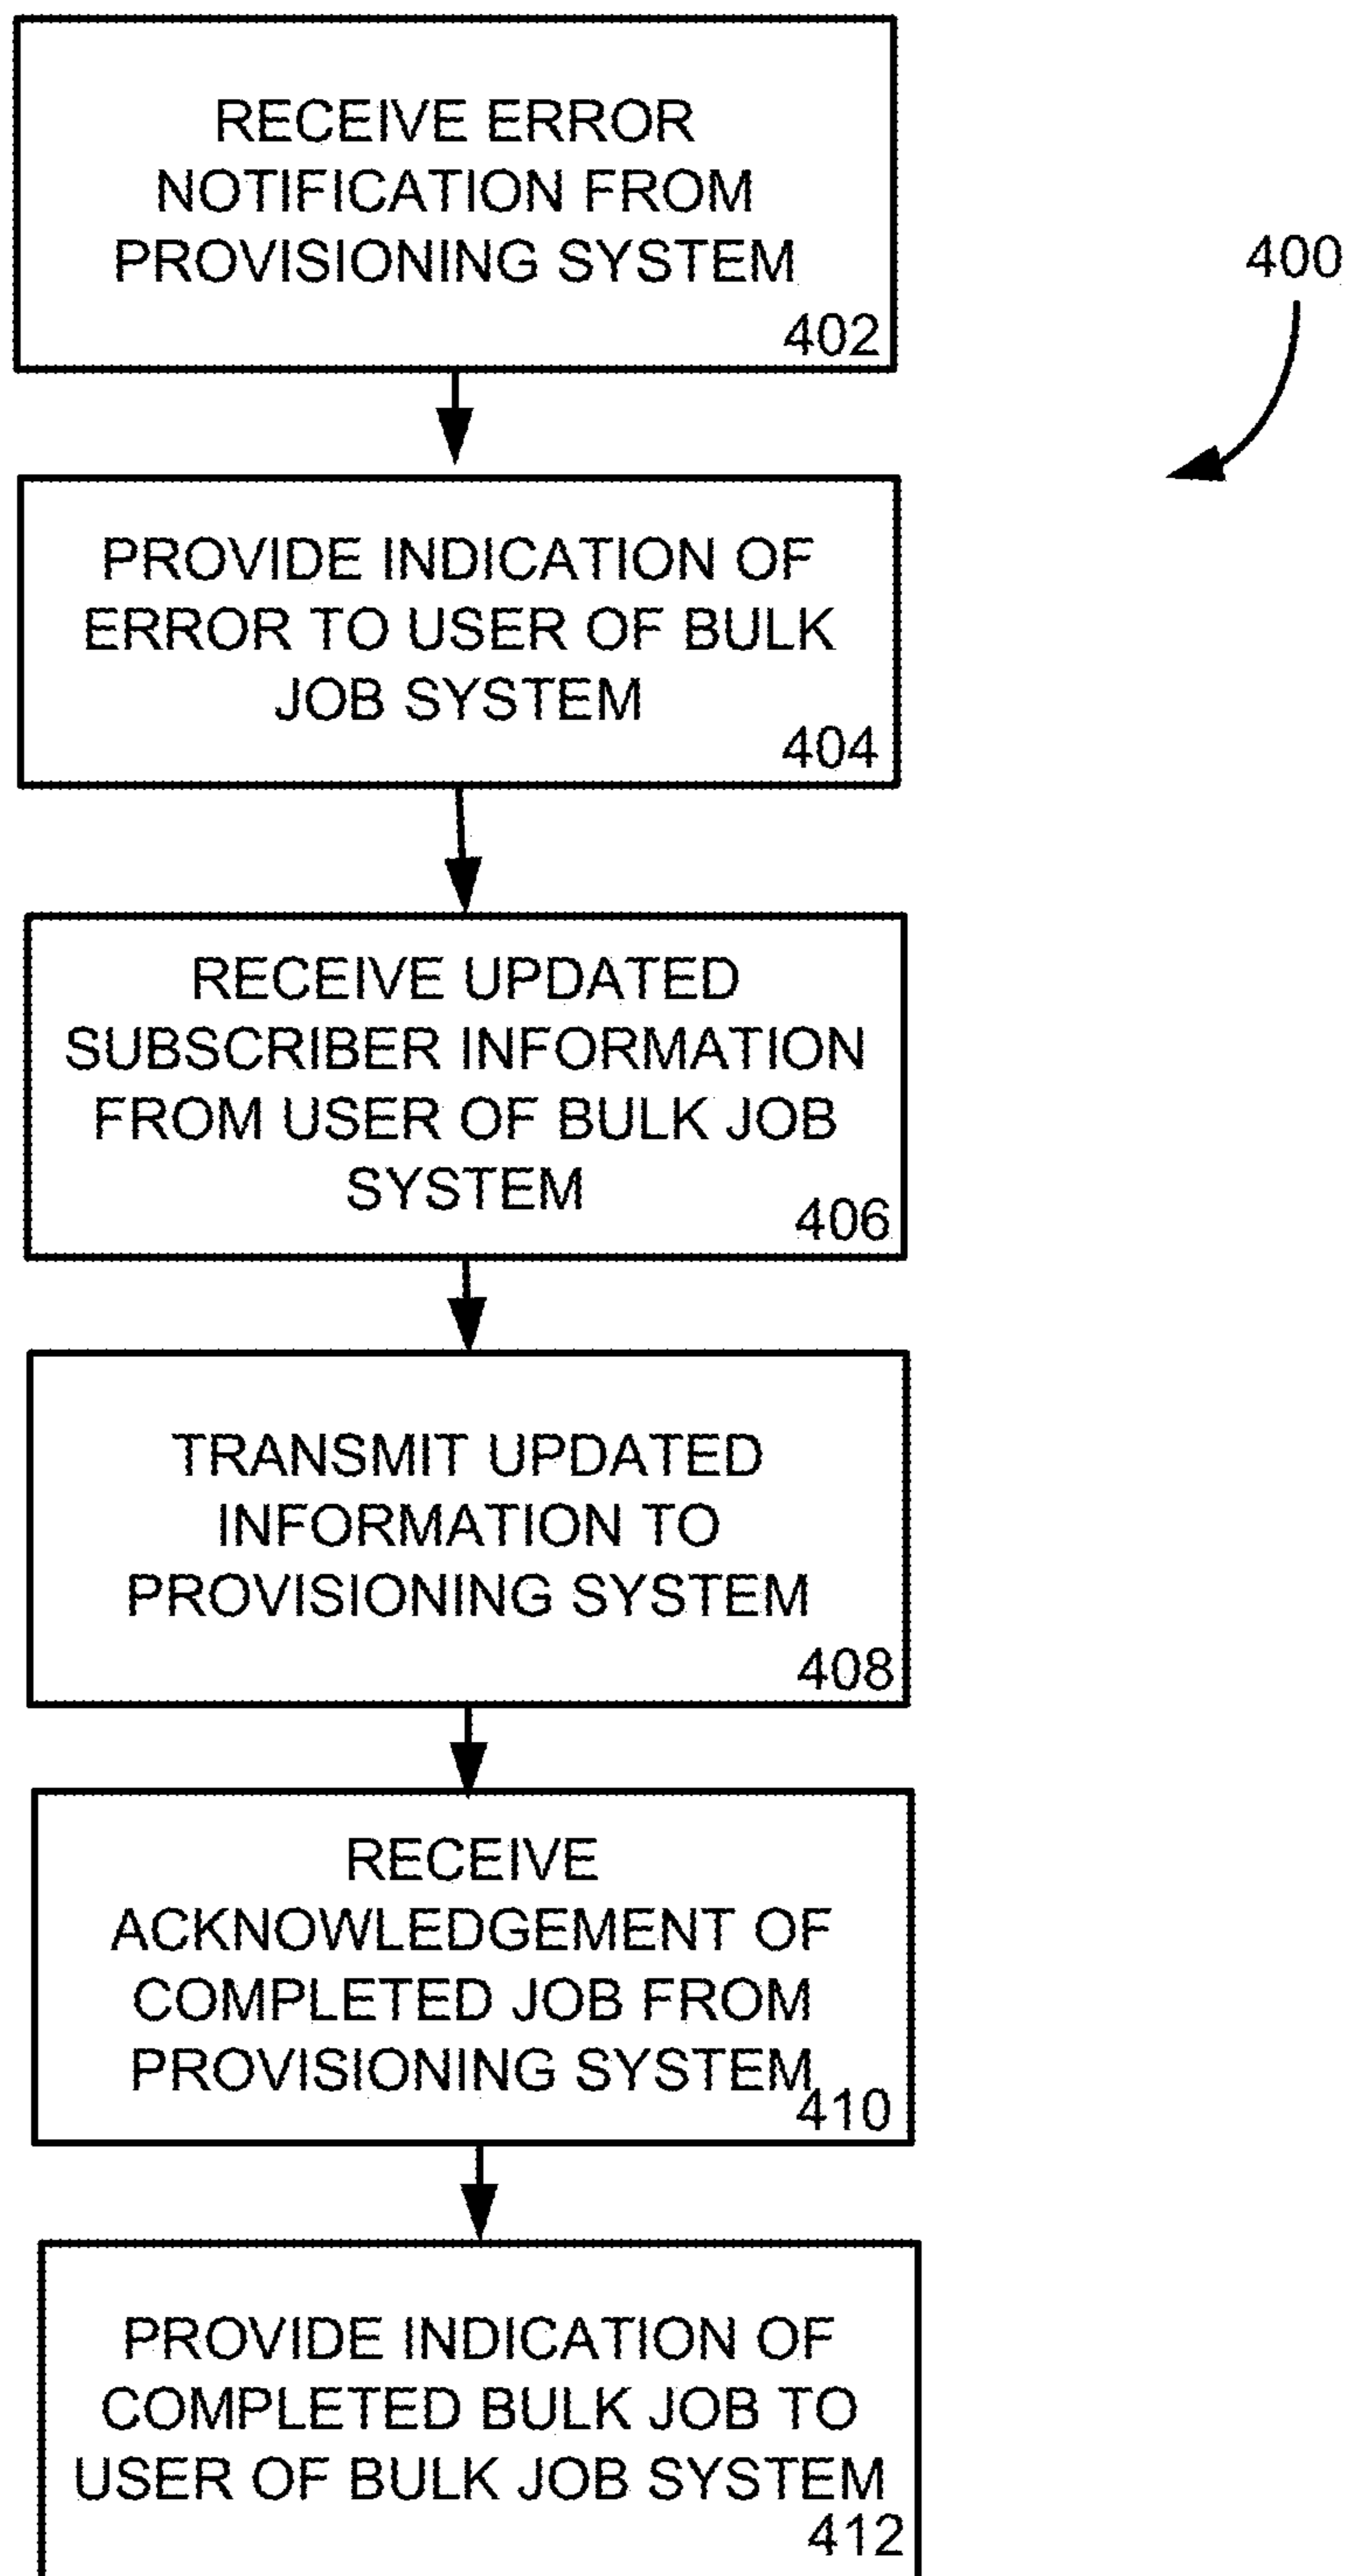 RECEIVE ERROR
NOTIFICATION FROM
PROVISIONING SYSTEM
402
400
PROVIDE INDICATION OF
ERROR TO USER OF BULK
JOB SYSTEM
404
RECEIVE UPDATED
SUBSCRIBER INFORMATION
FROM USER OF BULK JOB
SYSTEM
406
TRANSMIT UPDATED
INFORMATION TO
PROVISIONING SYSTEM
408
RECEIVE
ACKNOWLEDGEMENT OF
COMPLETED JOB FROM
PROVISIONING SYSTEM
410
PROVIDE INDICATION OF
COMPLETED BULK JOB TO
USER OF BULK JOB SYSTEM
412